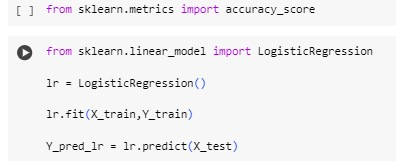 [ ] from sklearn.metrics import accuracy_score
from sklearn.linear_model import LogisticRegression
lr = LogisticRegression()
lr.fit(X_train,Y_train)
Y_pred_lr = lr.predict(X_test)